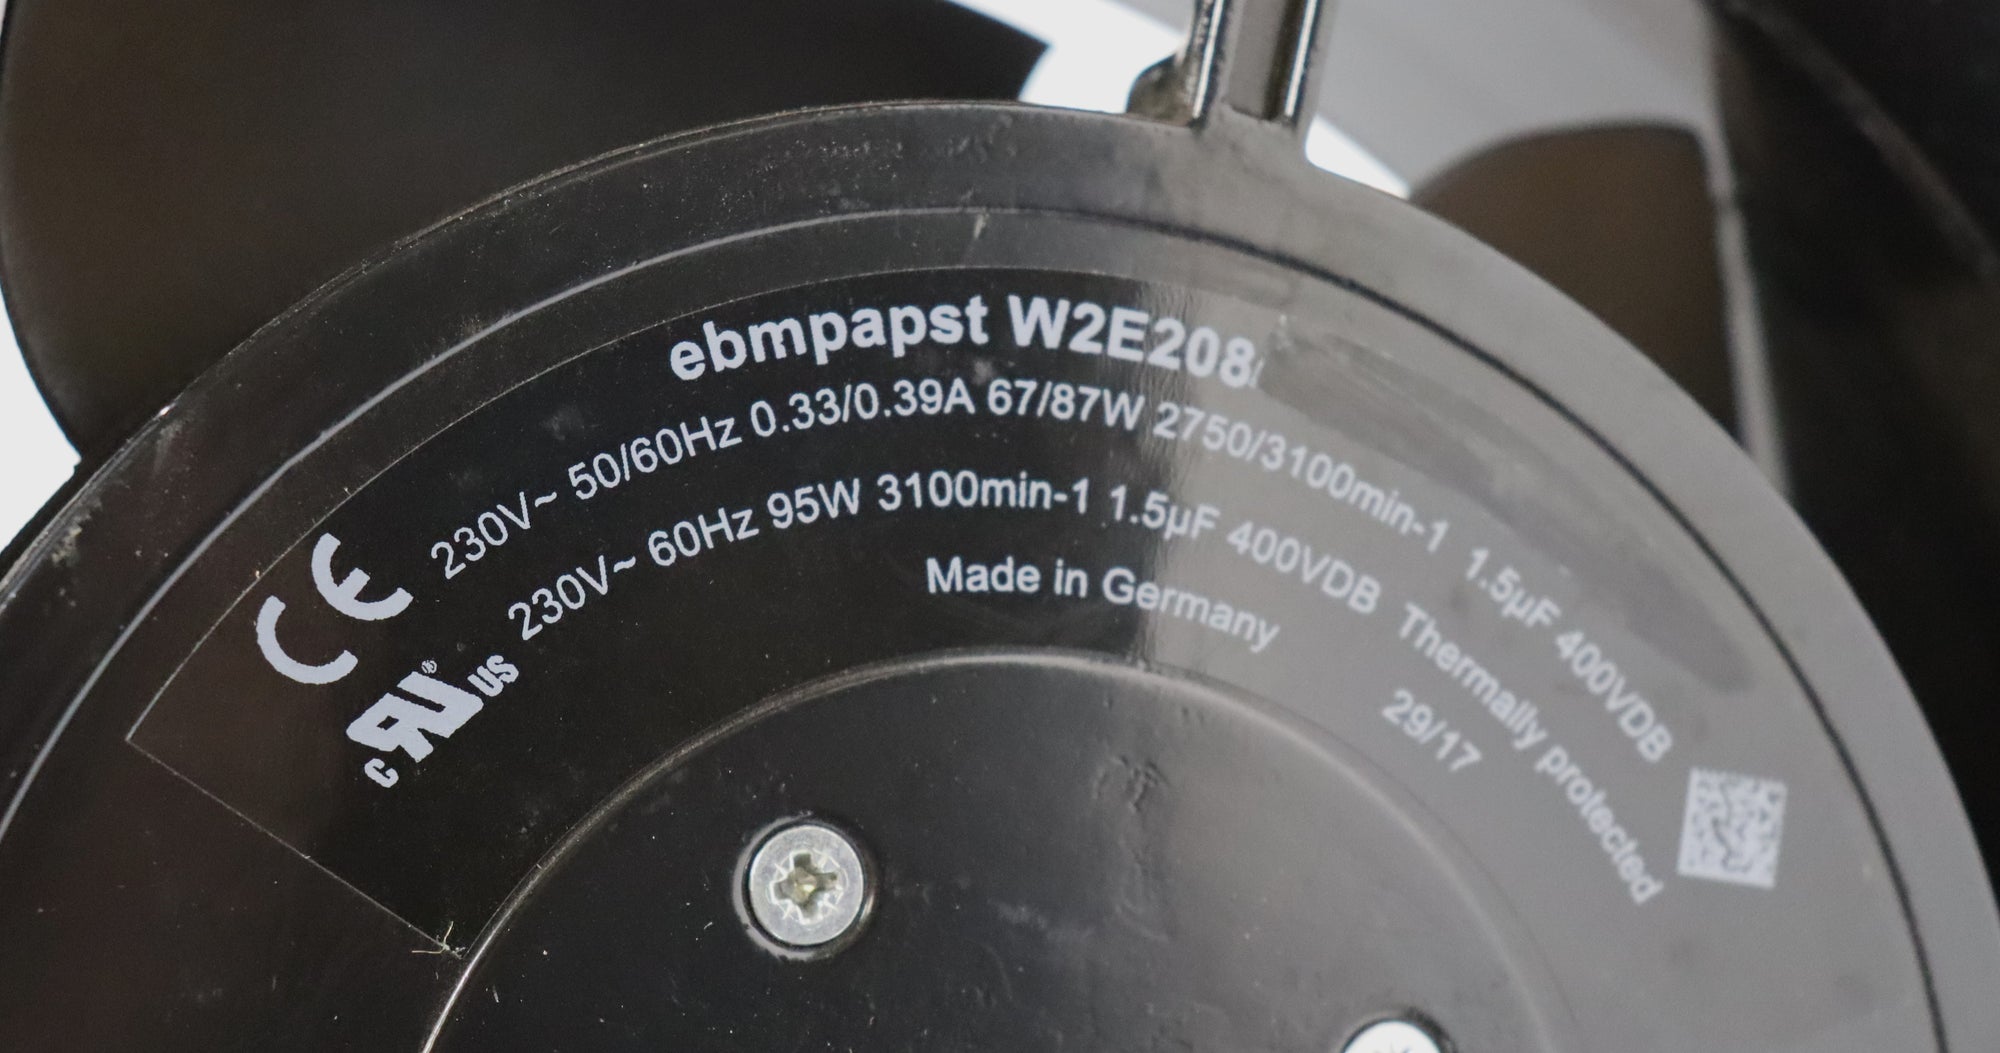 ebmpapst W2E208
230V~ 50/60Hz 0.33/0.39A 67/87W 2750/3100min-1 1.5µF 400VDB
230V~ 60Hz 95W 3100min-1 1.5µF 400VDB Thermally protected
Made in Germany
29/17
CE
c RU® US